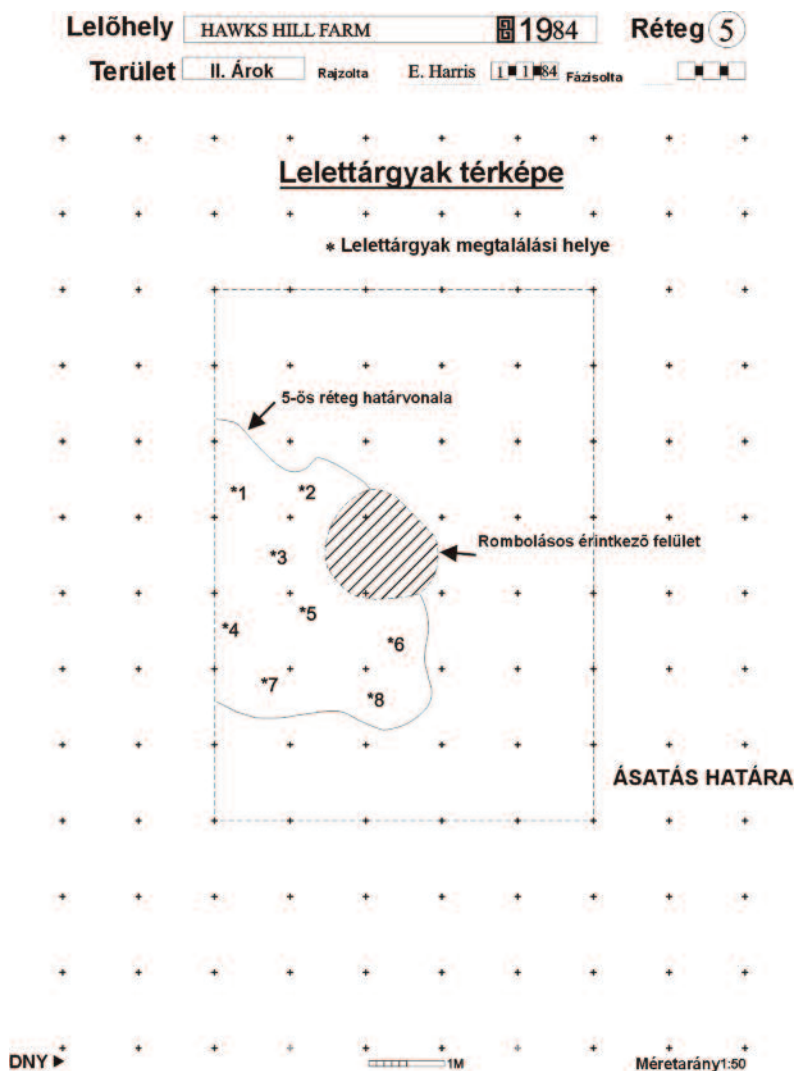 Lelõhely HAWKS HILL FARM 1984 Réteg 5
Terület II. Árok Rajzolta E. Harris 1 1 84 Fázisolta
Lelettárgyak térképe
* Lelettárgyak megtalálási helye
5-ös réteg határvonala
*1 *2
Rombolásos érintkező felület
*3
*5
*4
*6
*7
*8
ÁSATÁS HATÁRA
DNY 1M Méretarány1:50